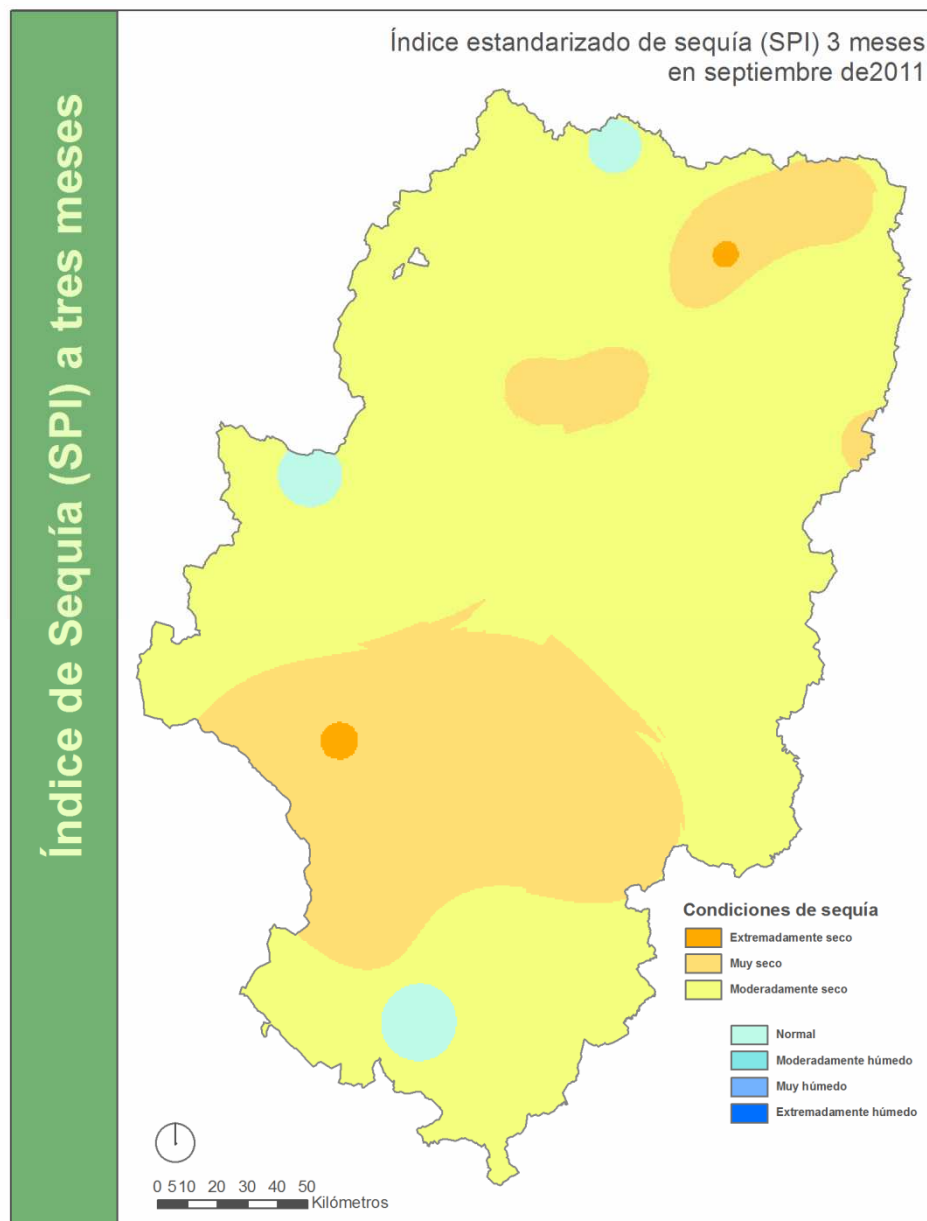 Índice de Sequía (SPI) a tres meses
Índice estandarizado de sequía (SPI) 3 meses
en septiembre de2011
Condiciones de sequía
Extremadamente seco
Muy seco
Moderadamente seco
Normal
Moderadamente húmedo
Muy húmedo
Extremadamente húmedo
0 510 20 30 40 50
Kilómetros